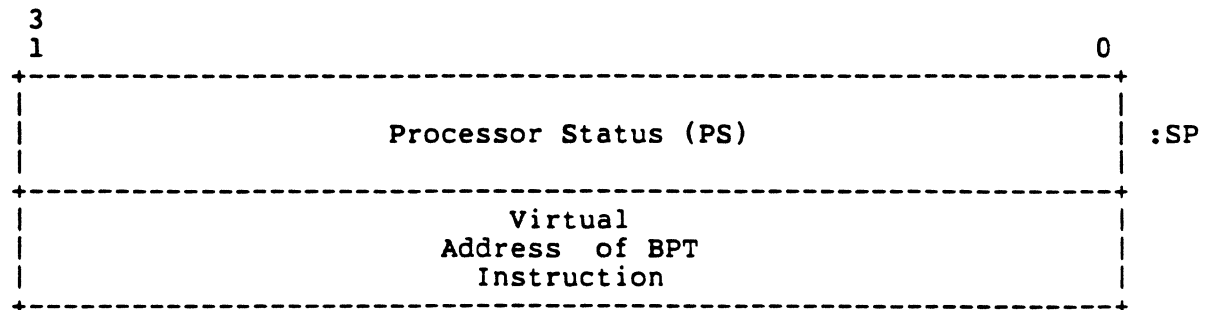 3
1 0
Processor Status (PS) :SP
Virtual
Address of BPT
Instruction